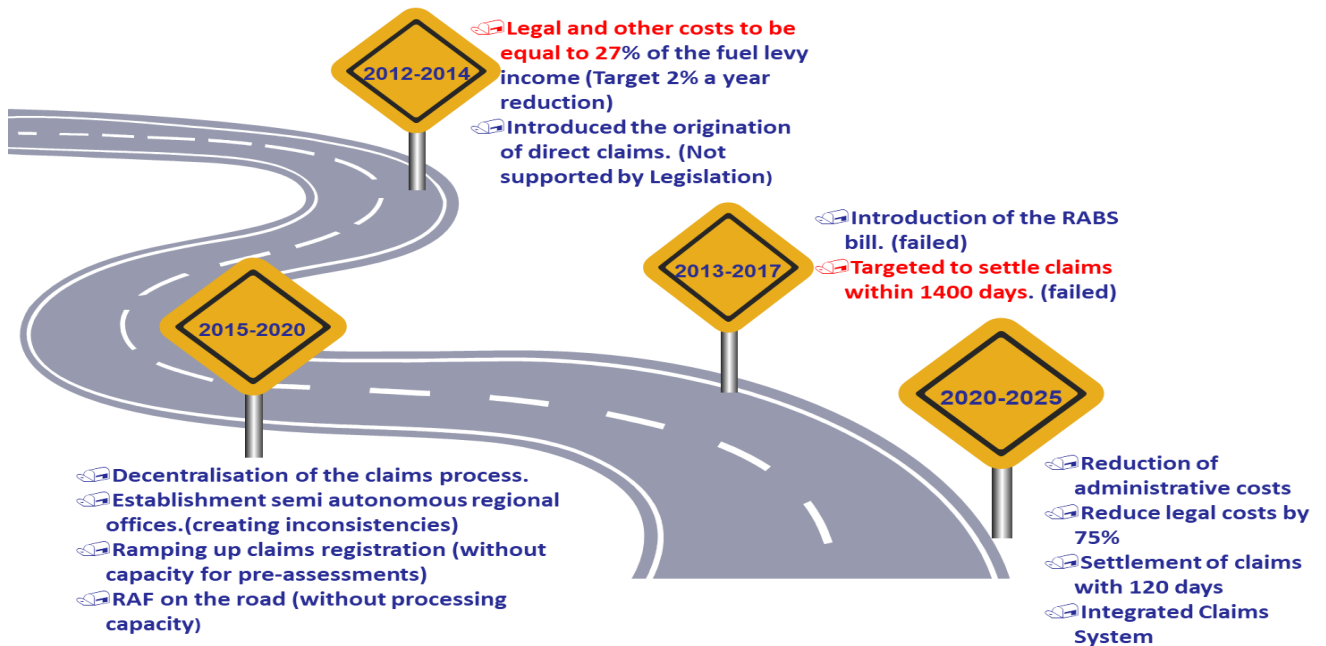 2012-2014
Legal and other costs to be
equal to 27% of the fuel levy
income (Target 2% a year
reduction)
Introduced the origination
of direct claims. (Not
supported by Legislation)
2013-2017
Introduction of the RABS
bill. (failed)
Targeted to settle claims
within 1400 days. (failed)
2015-2020
Decentralisation of the claims process.
Establishment semi autonomous regional
offices.(creating inconsistencies)
Ramping up claims registration (without
capacity for pre-assessments)
RAF on the road (without processing
capacity)
2020-2025
Reduction of
administrative costs
Reduce legal costs by
75%
Settlement of claims
with 120 days
Integrated Claims
System